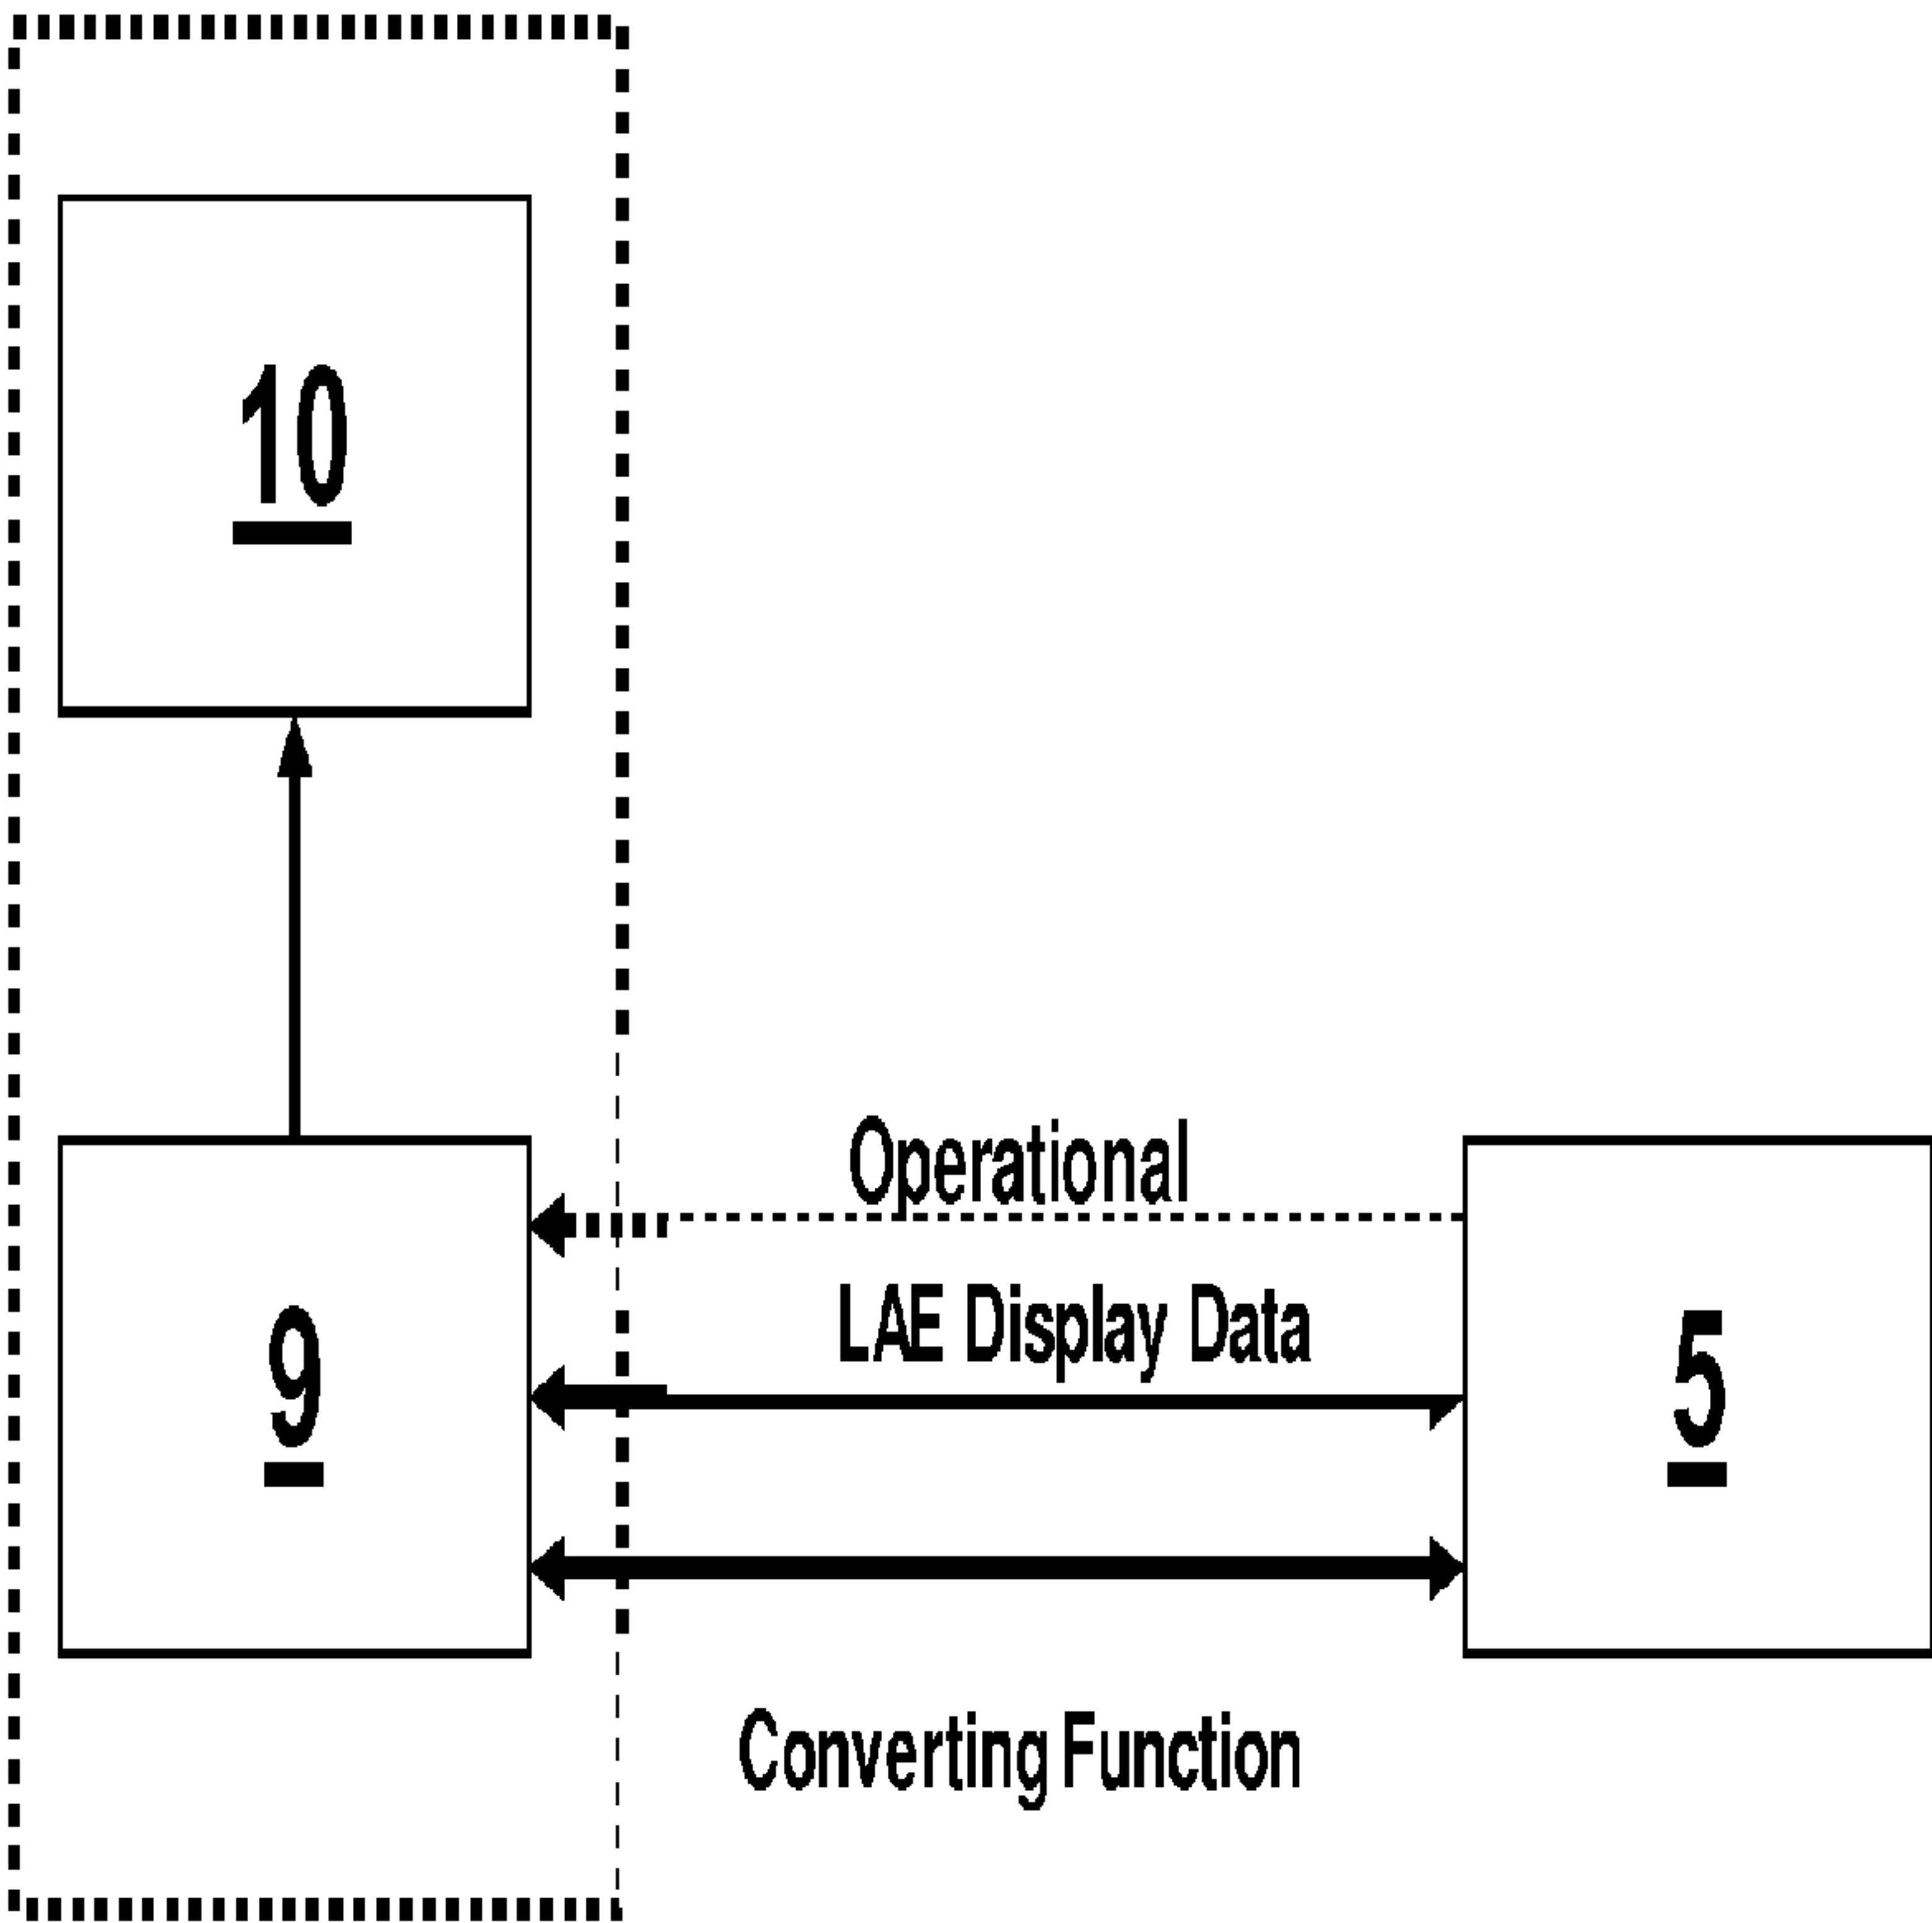 10
Operational
LAE Display Data
9
5
Converting Function